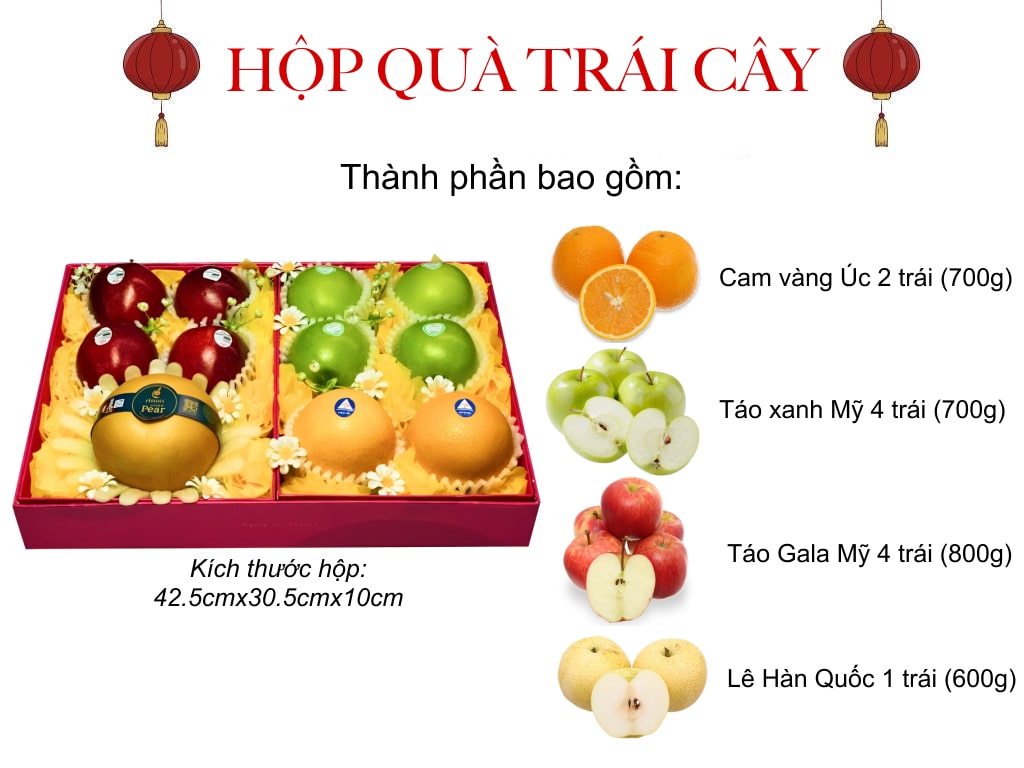 HỘP QUÀ TRÁI CÂY
Thành phần bao gồm:
Cam vàng Úc 2 trái (700g)
Táo xanh Mỹ 4 trái (700g)
Táo Gala Mỹ 4 trái (800g)
Lê Hàn Quốc 1 trái (600g)
Pear
Kích thước hộp:
42.5cmx30.5cmx10cm